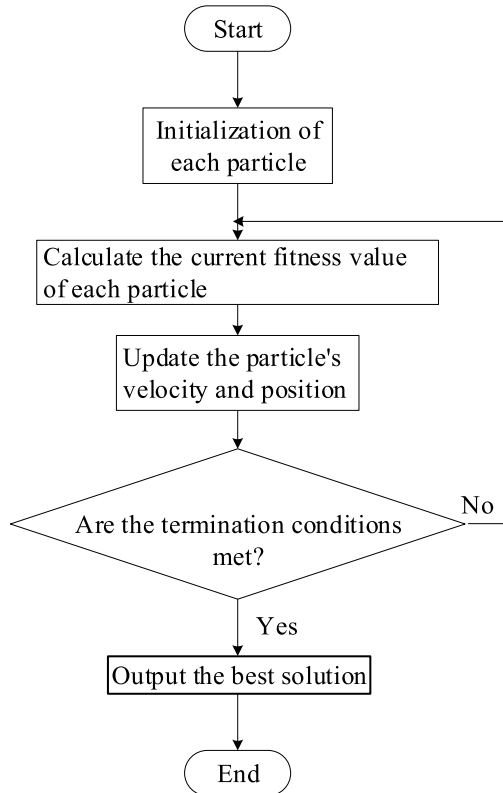 Start
Initialization of
each particle
Calculate the current fitness value
of each particle
Update the particle's
velocity and position
Are the termination conditions
met?
No
Yes
Output the best solution
End